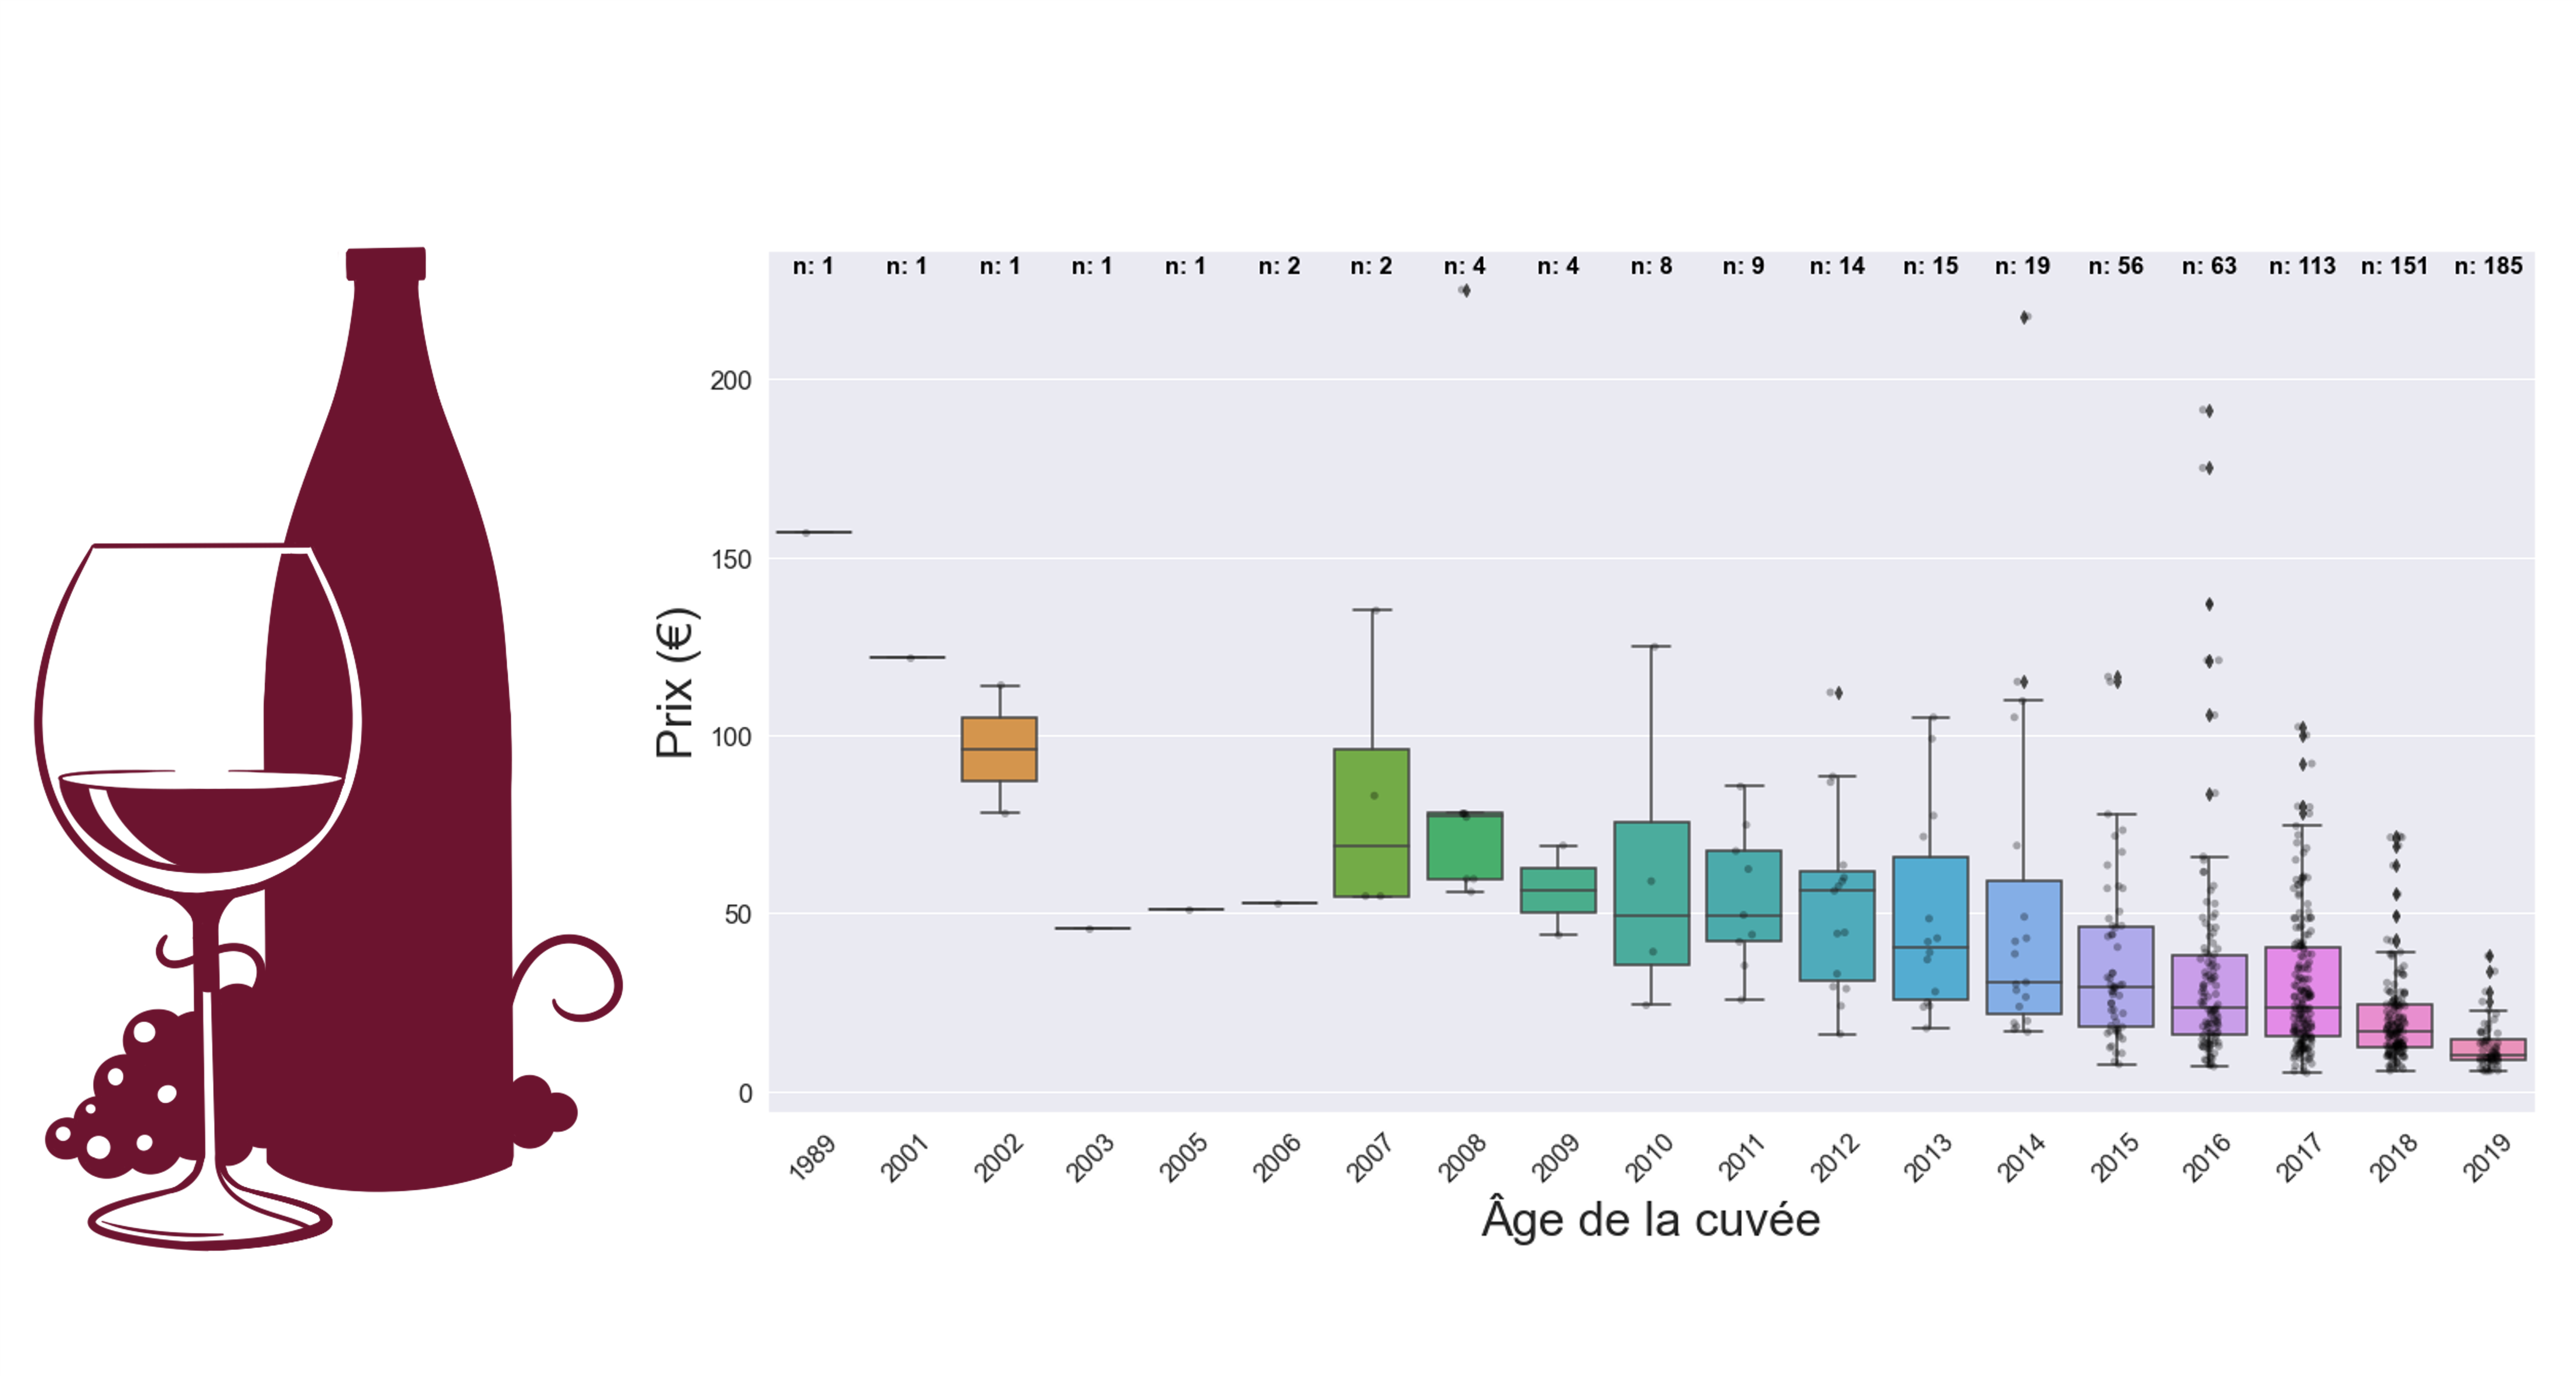 n: 1 n: 1 n: 1 n: 1 n: 1 n: 2 n: 2 n: 4 n: 4 n: 8 n: 9 n: 14 n: 15 n: 19 n: 56 n: 63 n: 113 n: 151 n: 185
200
150
Prix (€)
100
50
0
1989 2001 2002 2003 2005 2006 2007 2008 2009 2010 2011 2012 2013 2014 2015 2016 2017 2018 2019
Âge de la cuvée